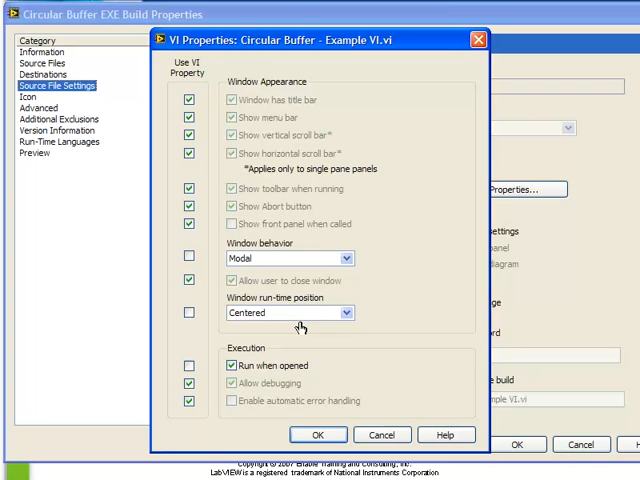 Circular Buffer EXE Build Properties
Category
Information
Source Files
Destinations
Source File Settings
Icon
Advanced
Additional Exclusions
Version Information
Run-Time Languages
Preview
VI Properties: Circular Buffer - Example VI.vi
Use VI
Property
Window Appearance
Window has title bar
Show menu bar
Show vertical scroll bar*
Show horizontal scroll bar*
*Applies only to single pane panels
Show toolbar when running
Show Abort button
Show front panel when called
Window behavior
Modal
Allow user to close window
Window run-time position
Centered
Execution
Run when opened
Allow debugging
Enable automatic error handling
OK
Cancel
Help
Properties...
settings
panel
diagram
ge
ord
e build
mple VI.vi
OK
Cancel
H
Copyright © 2007 Enable Training and Consulting, Inc.
LabVIEW is a registered trademark of National Instruments Corporation